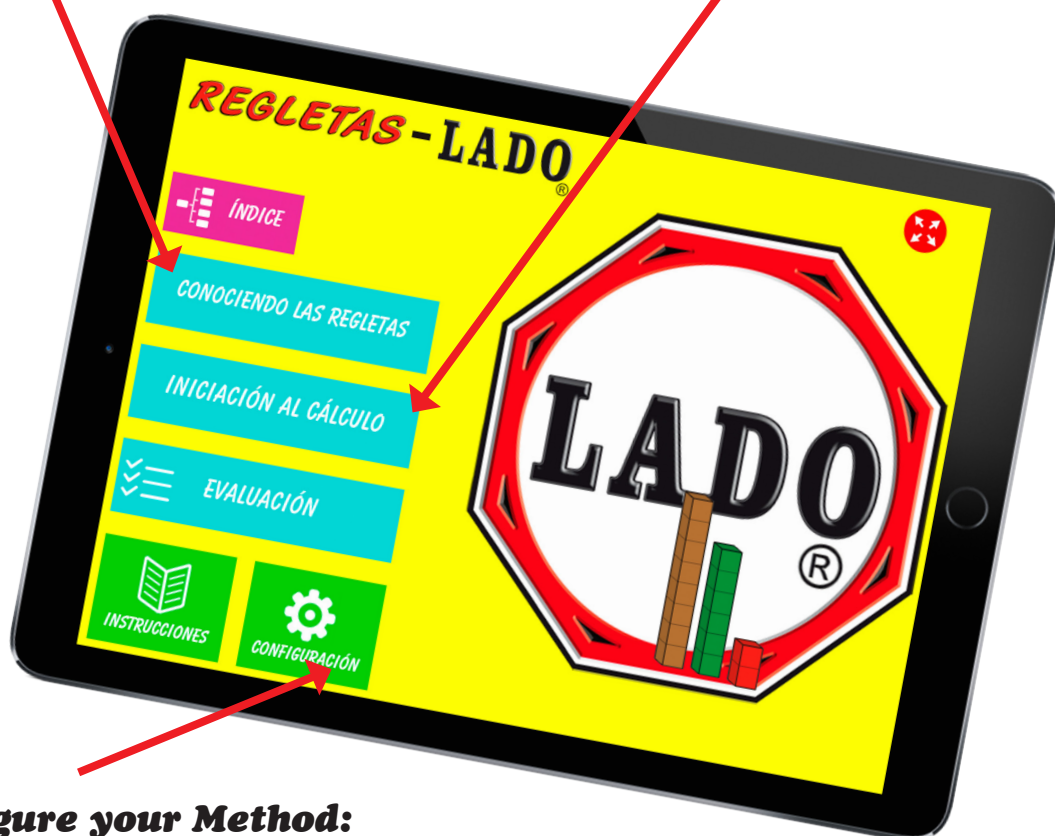 REGLETAS-LADO
®
ÍNDICE
CONOCIENDO LAS REGLETAS
INICIACIÓN AL CÁLCULO
EVALUACIÓN
INSTRUCCIONES
CONFIGURACIÓN
LADO
®
gure your Method: